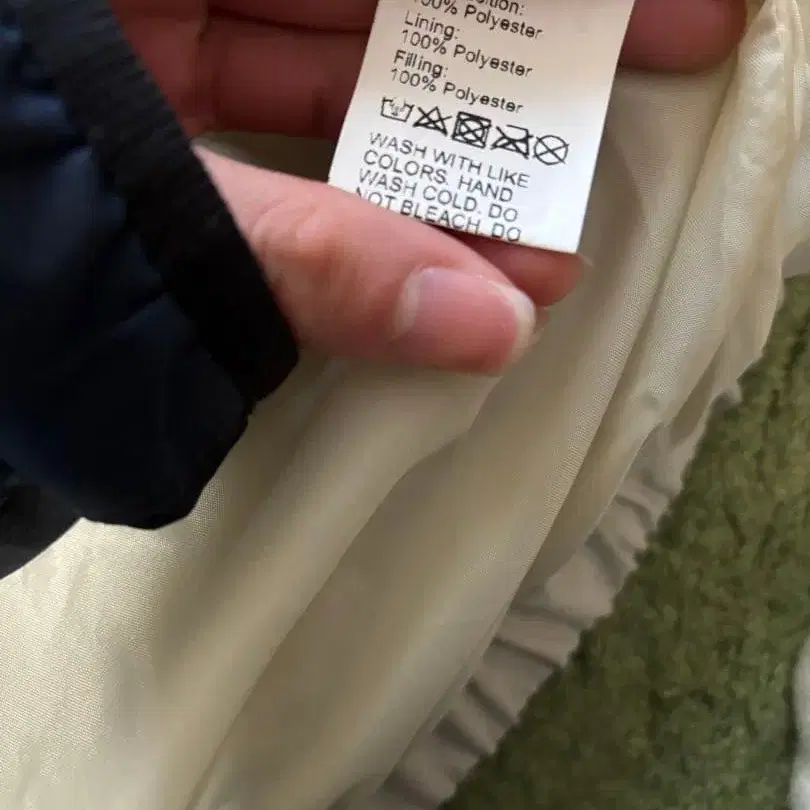 100% Polyester
Lining:
100% Polyester
Filling:
100% Polyester
WASH WITH LIKE
COLORS. HAND
WASH COLD. DO
NOT BLEACH. DO